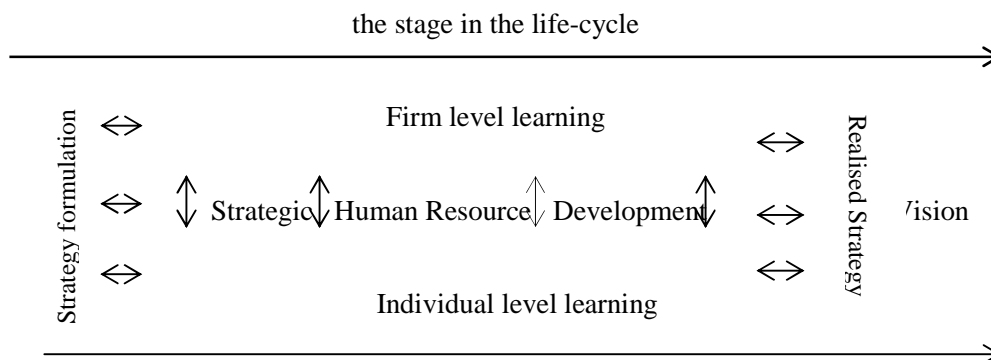 the stage in the life-cycle
Firm level learning
Strategy formulation
Strategic Human Resource Development
Realised Strategy
Vision
Individual level learning